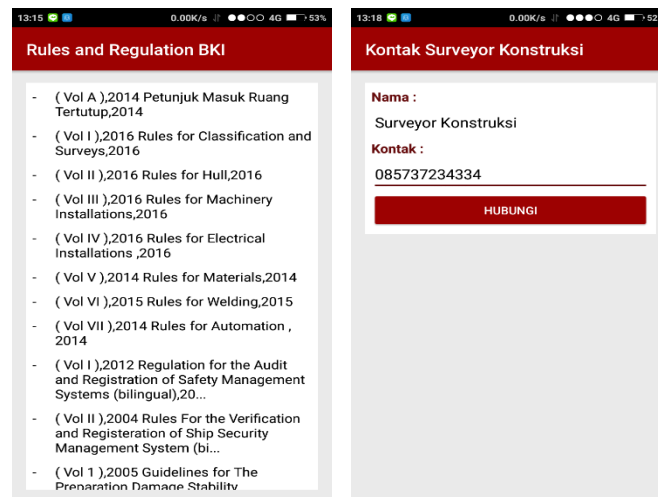 13:15 0.00K/s 4G 53%
Rules and Regulation BKI
- ( Vol A ),2014 Petunjuk Masuk Ruang
Tertutup,2014
- ( Vol I ),2016 Rules for Classification and
Surveys,2016
- ( Vol II ),2016 Rules for Hull,2016
- ( Vol III ),2016 Rules for Machinery
Installations,2016
- ( Vol IV ),2016 Rules for Electrical
Installations ,2016
- ( Vol V ),2014 Rules for Materials,2014
- ( Vol VI ),2015 Rules for Welding,2015
- ( Vol VII ),2014 Rules for Automation ,
2014
- ( Vol I ),2012 Regulation for the Audit
and Registration of Safety Management
Systems (bilingual),20...
- ( Vol II ),2004 Rules For the Verification
and Registeration of Ship Security
Management System (bi...
- ( Vol 1 ),2005 Guidelines for The
Preparation Damage Stability
13:18 0.00K/s 4G 52
Kontak Surveyor Konstruksi
Nama :
Surveyor Konstruksi
Kontak :
085737234334
HUBUNGI